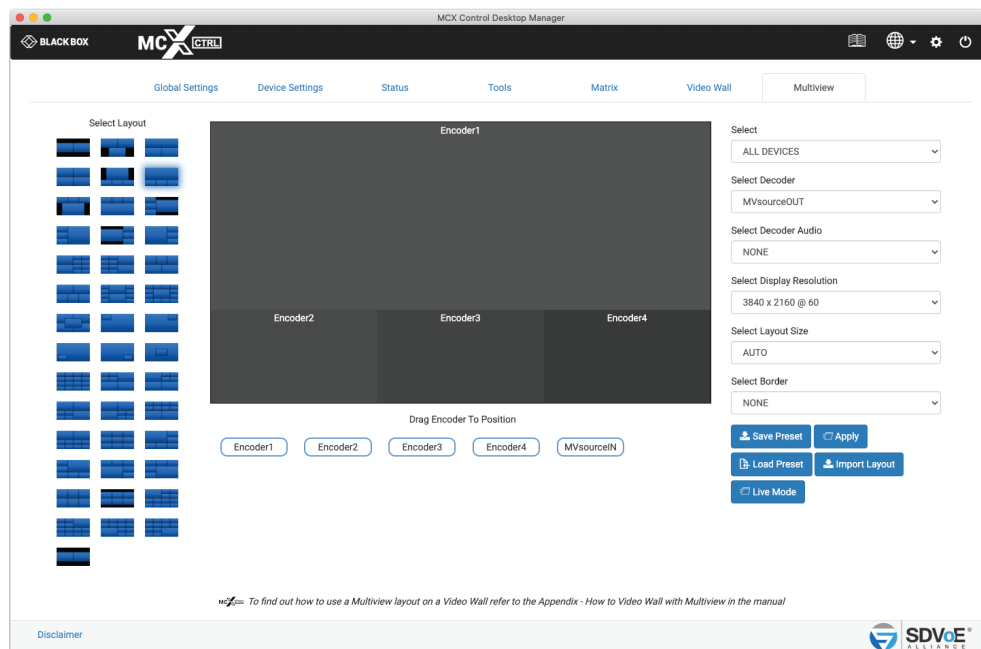 MCX Control Desktop Manager
BLACK BOX
MCX CTRL
Global Settings
Device Settings
Status
Tools
Matrix
Video Wall
Multiview
Select Layout
Encoder1
Encoder2
Encoder3
Encoder4
Drag Encoder To Position
Encoder1
Encoder2
Encoder3
Encoder4
MVsourceIN
Select
ALL DEVICES
Select Decoder
MVsourceOUT
Select Decoder Audio
NONE
Select Display Resolution
3840 x 2160 @ 60
Select Layout Size
AUTO
Select Border
NONE
Save Preset
Apply
Load Preset
Import Layout
Live Mode
MCX CTRL To find out how to use a Multiview layout on a Video Wall refer to the Appendix - How to Video Wall with Multiview in the manual
Disclaimer
SDVoE
ALLIANCE